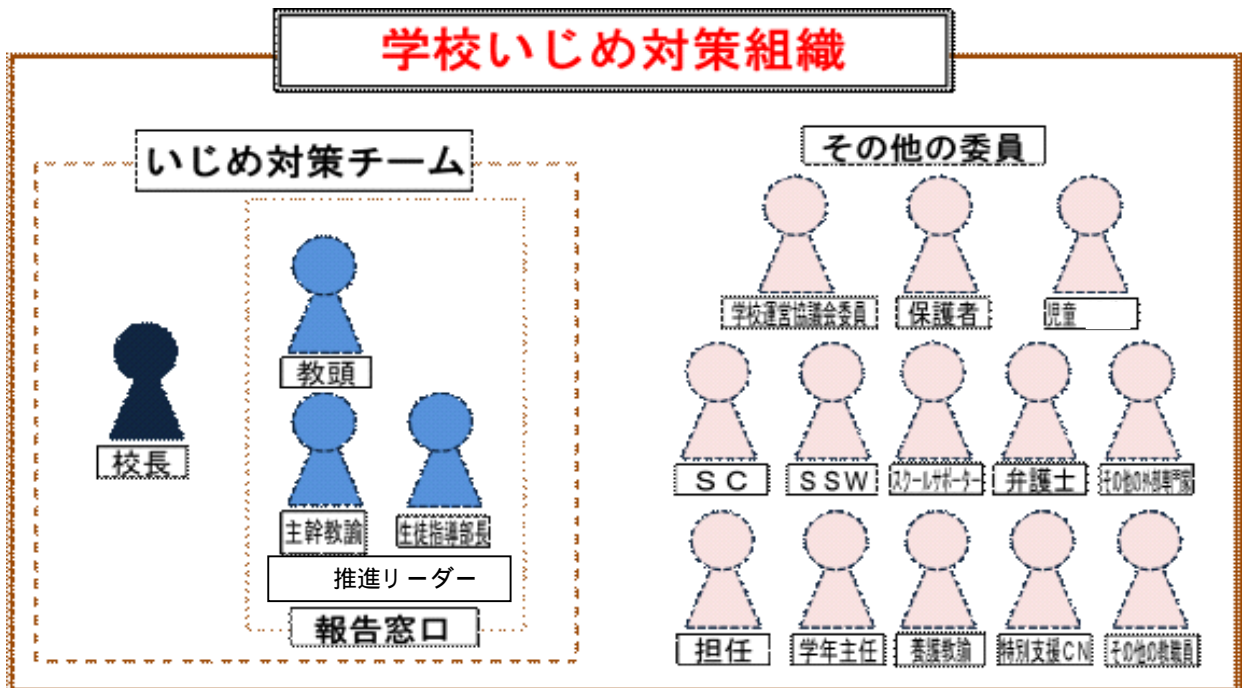 学校いじめ対策組織
いじめ対策チーム
校長
教頭
主幹教諭
生徒指導部長
推進リーダー
報告窓口
その他の委員
学校運営協議会委員
保護者
児童
ＳＣ
ＳＳＷ
スクールサポーター
弁護士
その他の外部専門家
担任
学年主任
養護教諭
特別支援ＣＮ
その他の教職員